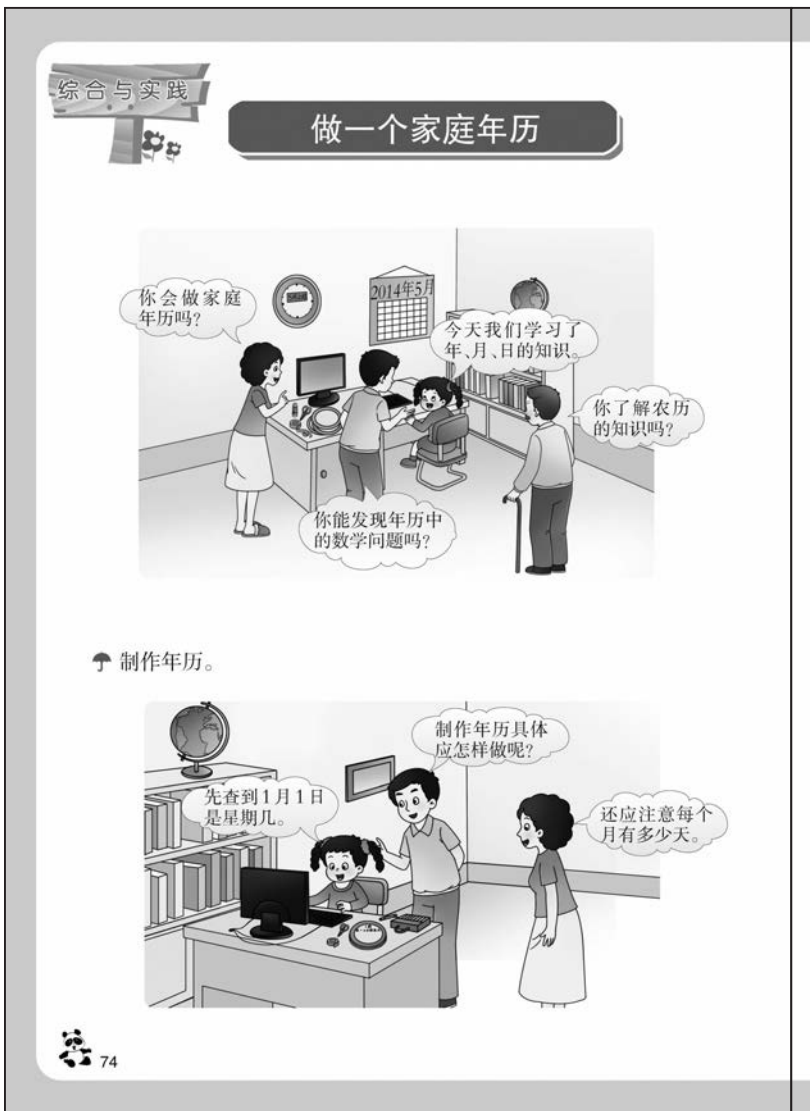 综合与实践
做一个家庭年历
你会做家庭
年历吗?
2014年5月
今天我们学习了
年、月、日的知识。
你了解农历
的知识吗?
你能发现年历中
的数学问题吗?
制作年历。
制作年历具体
应怎样做呢?
先查到1月1日
是星期几。
还应注意每个
月有多少天。
74